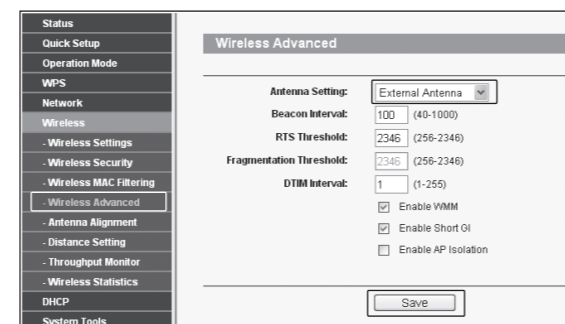 Status
Quick Setup
Operation Mode
WPS
Network
Wireless
- Wireless Settings
- Wireless Security
- Wireless MAC Filtering
- Wireless Advanced
- Antenna Alignment
- Distance Setting
- Throughput Monitor
- Wireless Statistics
DHCP
System Tools
Wireless Advanced
Antenna Setting: External Antenna
Beacon Interval: 100 (40-1000)
RTS Threshold: 2346 (256-2346)
Fragmentation Threshold: 2346 (256-2346)
DTIM Interval: 1 (1-255)
Enable WMM
Enable Short GI
Enable AP Isolation
Save